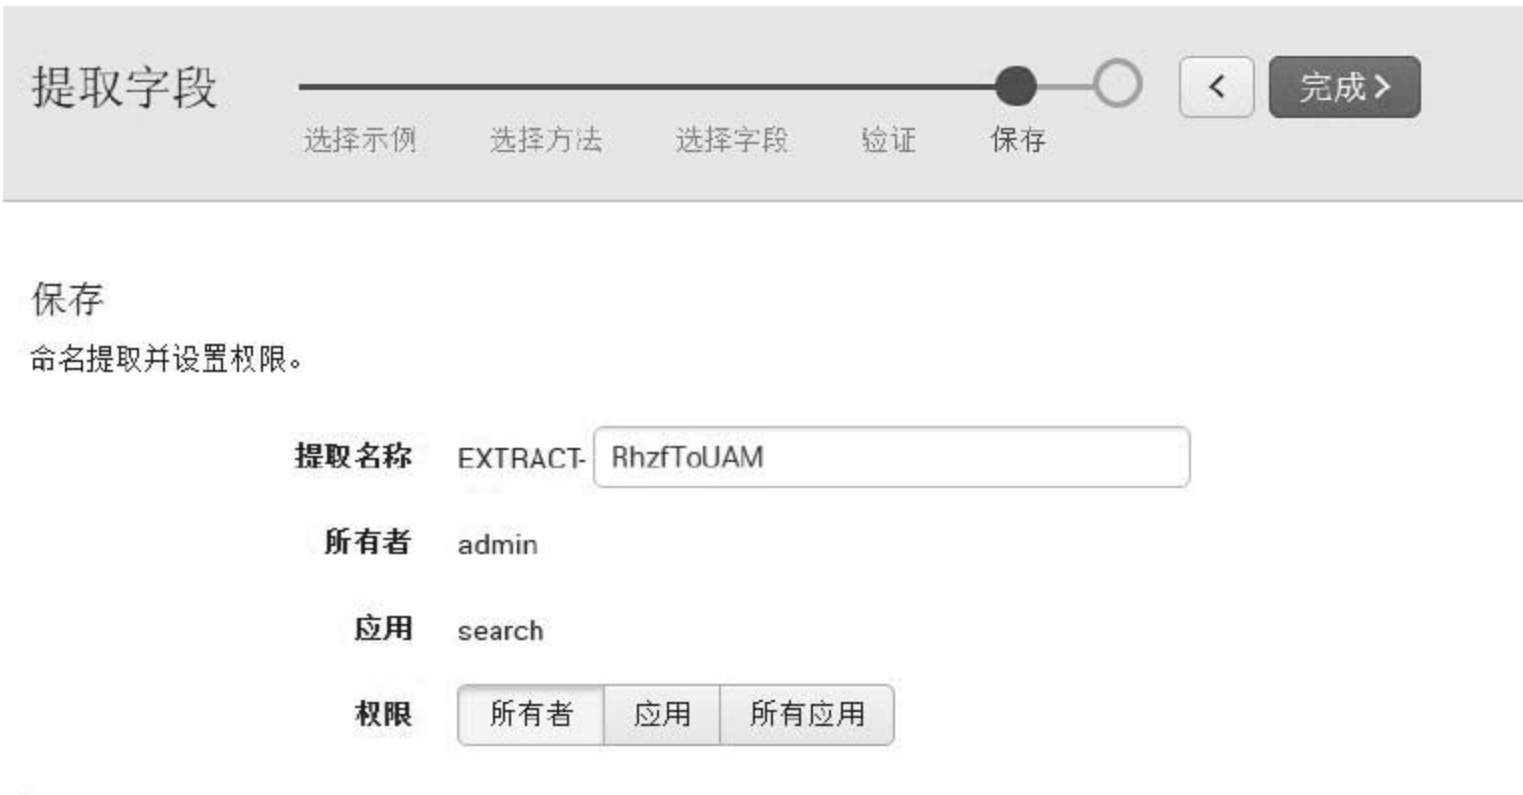 提取字段
完成>
选择示例 选择方法 选择字段 验证 保存
保存
命名提取并设置权限。
提取名称 EXTRACT- RhzfToUAM
所有者 admin
应用 search
权限 所有者 应用 所有应用